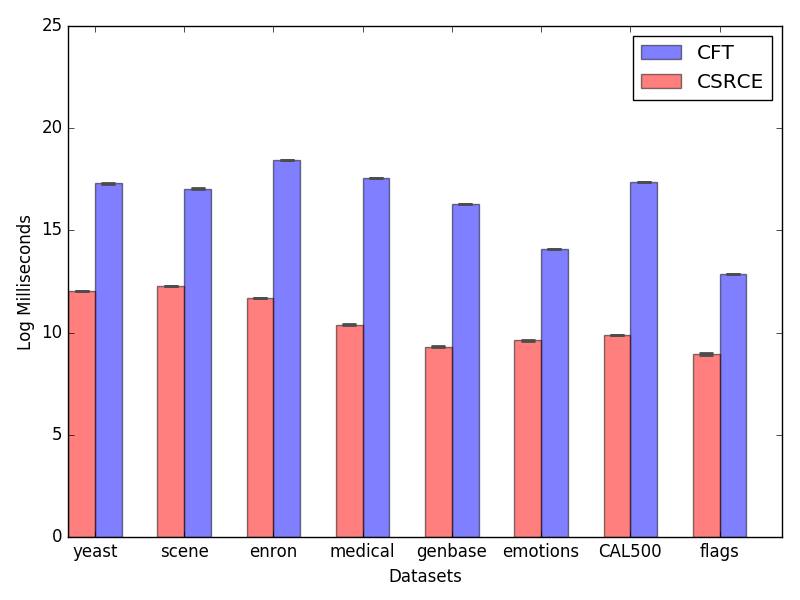 25
20
15
10
5
0
Log Milliseconds
CFT
CSRCE
yeast scene enron medical genbase emotions CAL500 flags
Datasets